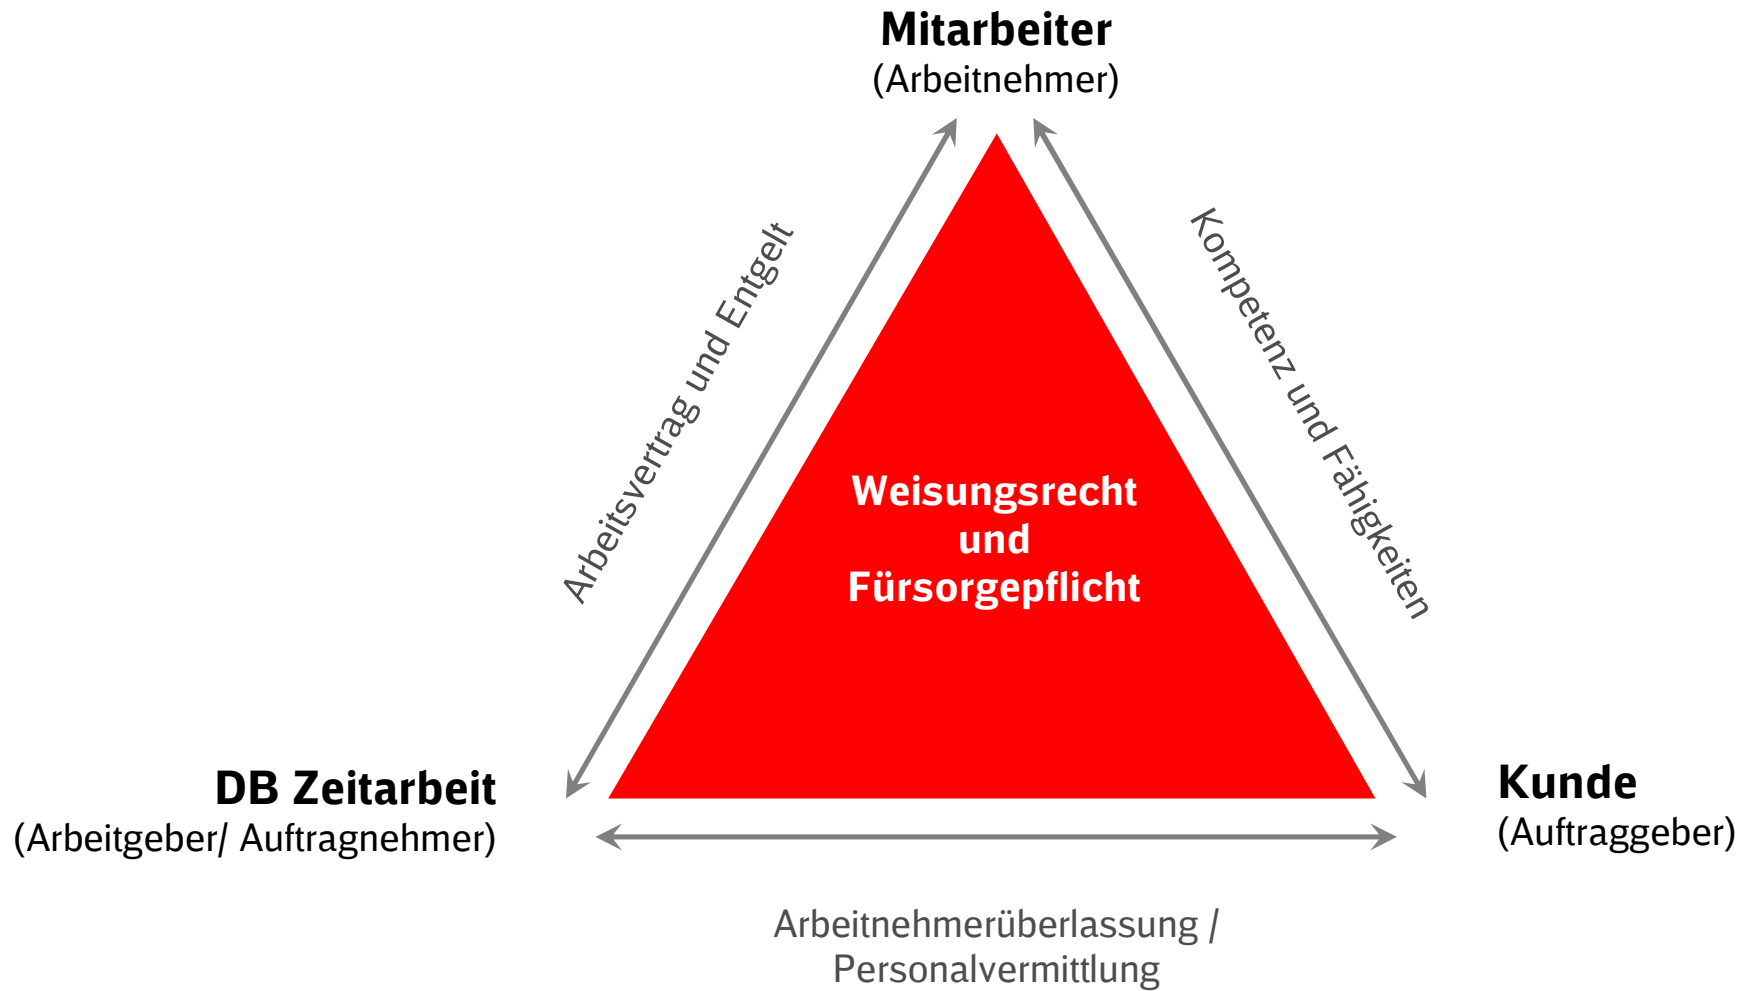 Mitarbeiter
(Arbeitnehmer)
Arbeitsvertrag und Entgelt
Kompetenz und Fähigkeiten
Weisungsrecht
und
Fürsorgepflicht
DB Zeitarbeit
(Arbeitgeber/ Auftragnehmer)
Kunde
(Auftraggeber)
Arbeitnehmerüberlassung /
Personalvermittlung